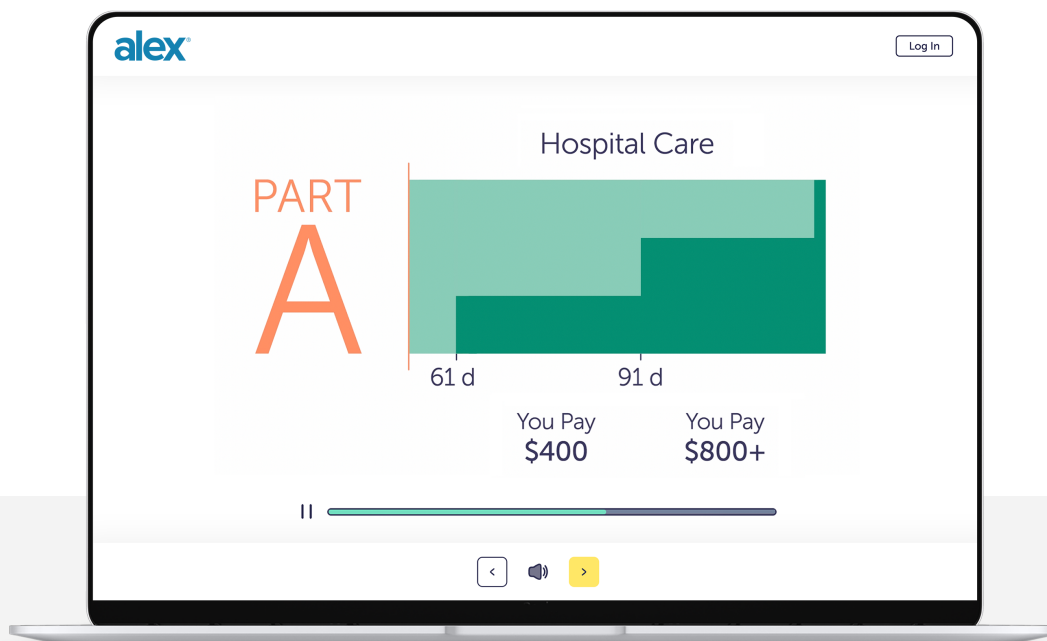 alex®
Log In
Hospital Care
PART
A
61 d
91 d
You Pay
$400
You Pay
$800+